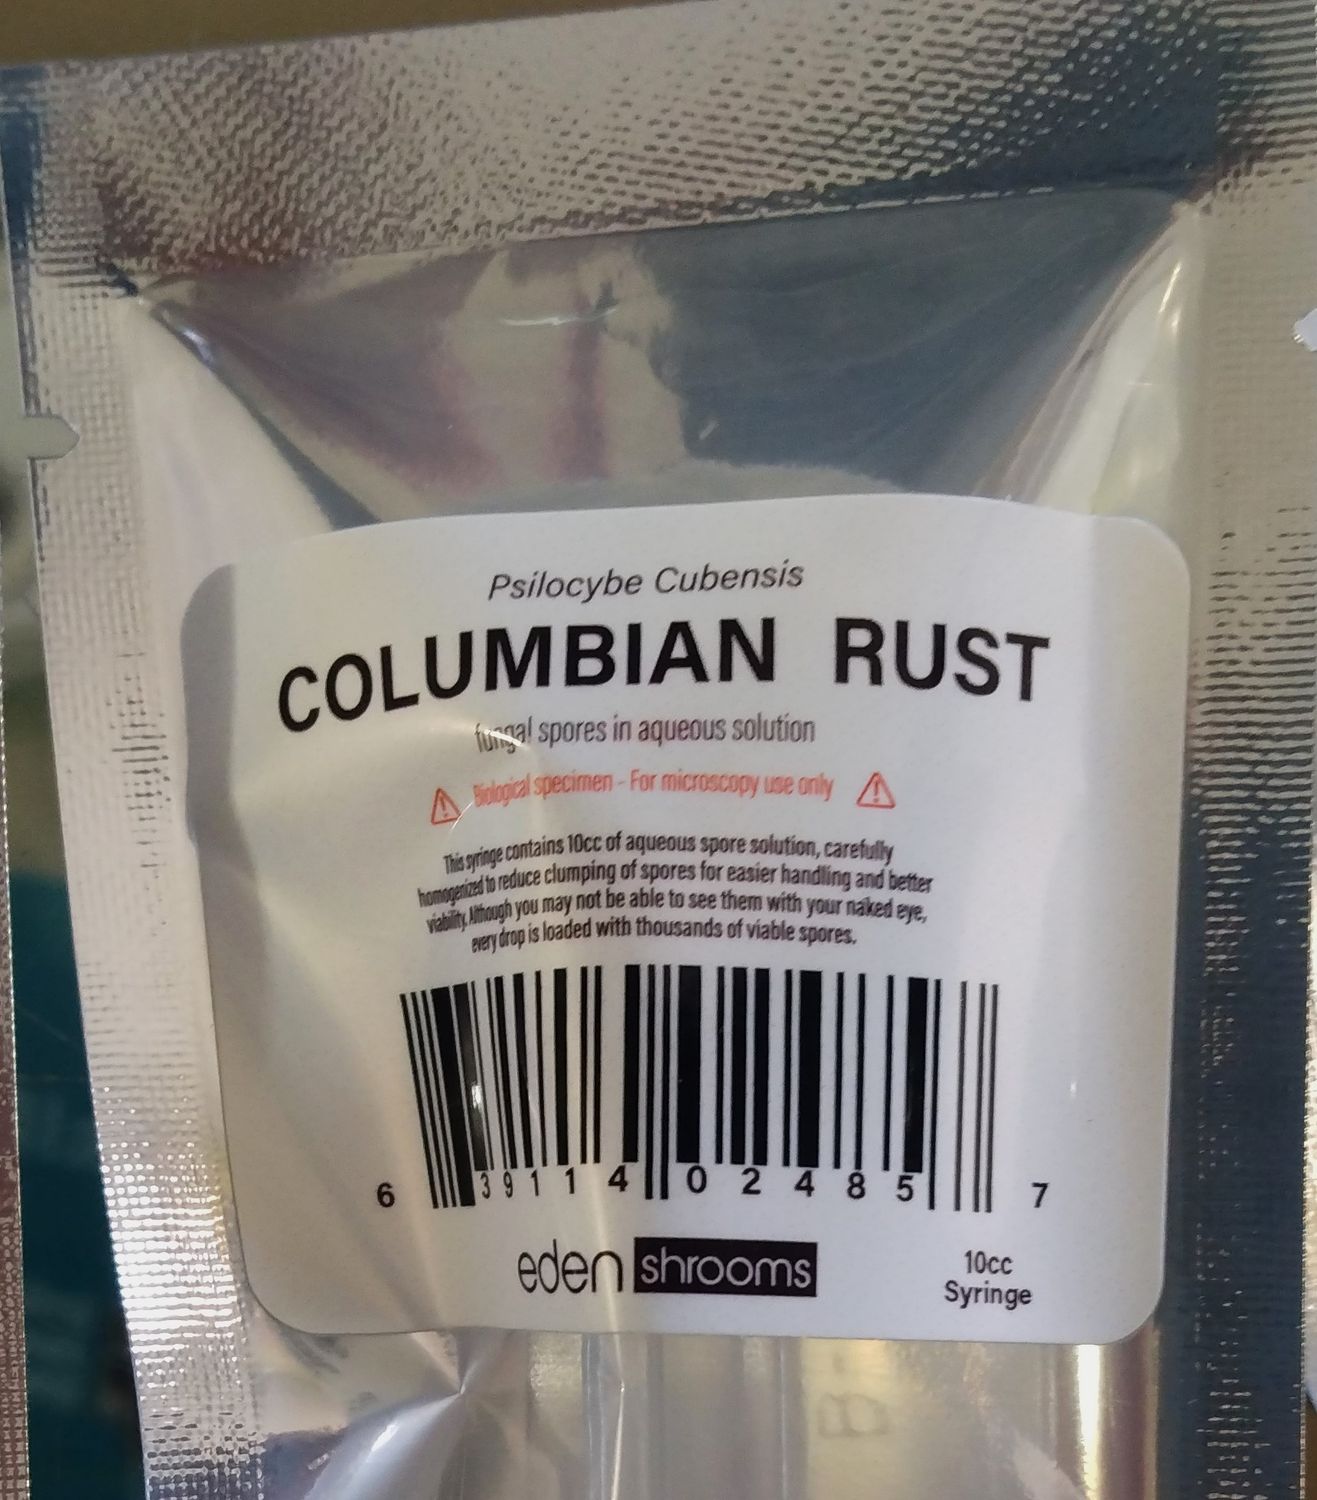 Psilocybe Cubensis
COLUMBIAN RUST
fungal spores in aqueous solution
Biological specimen - For microscopy use only
This syringe contains 10cc of aqueous spore solution, carefully
homogenized to reduce clumping of spores for easier handling and better
viability. Although you may not be able to see them with your naked eye,
every drop is loaded with thousands of viable spores.
6 39114 02485 7
eden shrooms
10cc
Syringe